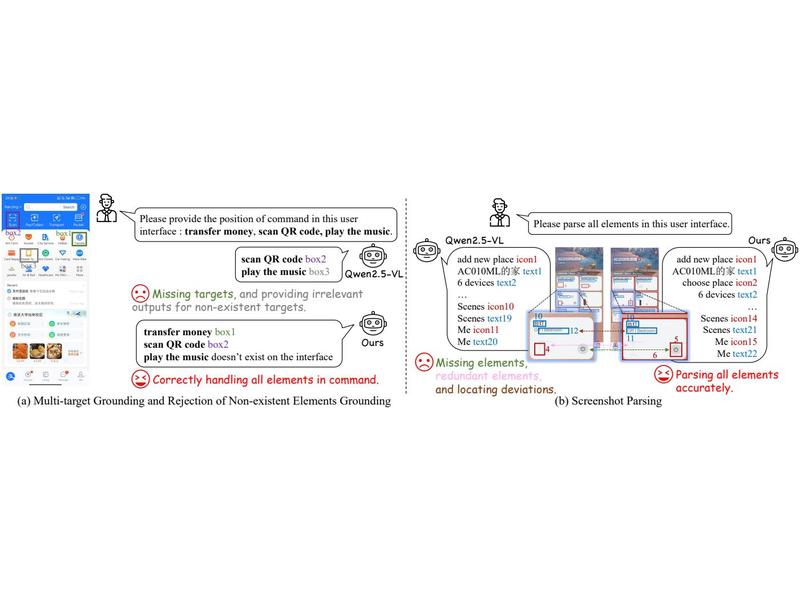 Search
box2
box1
box3
Please provide the position of command in this user
interface : transfer money, scan QR code, play the music.
scan QR code box2
play the music box3
Qwen2.5-VL
Missing targets, and providing irrelevant
outputs for non-existent targets.
transfer money box1
scan QR code box2
play the music doesn't exist on the interface
Ours
Correctly handling all elements in command.
(a) Multi-target Grounding and Rejection of Non-existent Elements Grounding
Please parse all elements in this user interface.
Qwen2.5-VL
add new place icon1
AC010ML的家 text1
6 devices text2
...
Scenes icon10
Scenes text19
Me icon11
Me text20
10
12
4
10
11
5
6
Ours
add new place icon1
AC010ML的家 text1
choose place icon2
6 devices text2
...
Scenes icon14
Scenes text21
Me icon15
Me text22
Missing elements,
redundant elements,
and locating deviations.
Parsing all elements
accurately.
(b) Screenshot Parsing